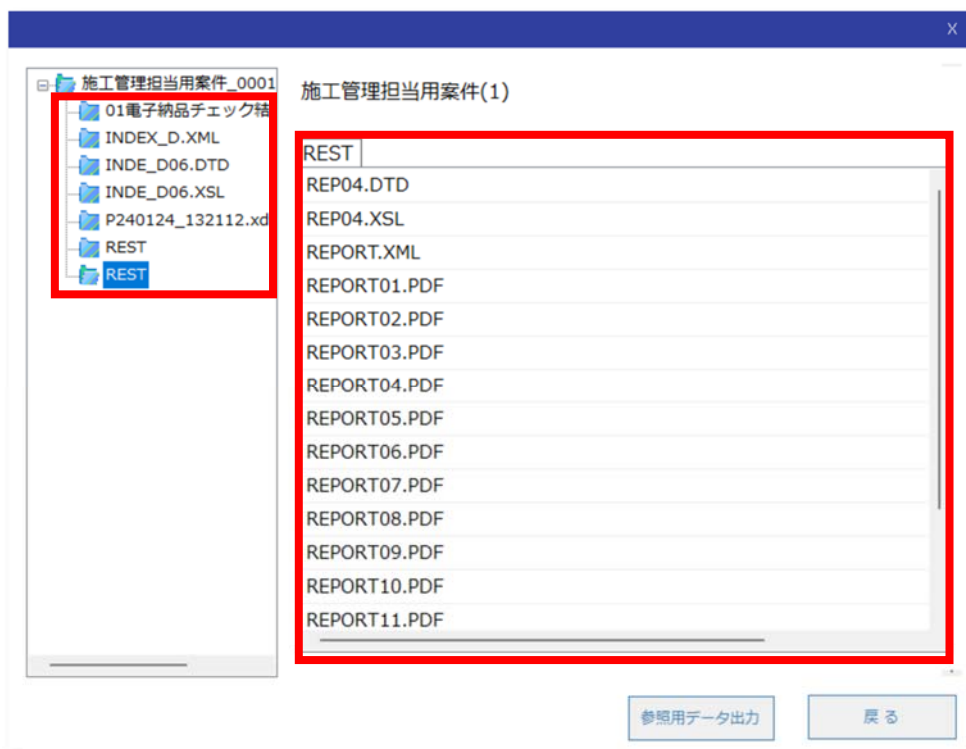 X
施工管理担当用案件_0001
01電子納品チェック結
INDEX_D.XML
INDE_D06.DTD
INDE_D06.XSL
P240124_132112.xd
REST
REST
施工管理担当用案件(1)
REST
REP04.DTD
REP04.XSL
REPORT.XML
REPORT01.PDF
REPORT02.PDF
REPORT03.PDF
REPORT04.PDF
REPORT05.PDF
REPORT06.PDF
REPORT07.PDF
REPORT08.PDF
REPORT09.PDF
REPORT10.PDF
REPORT11.PDF
参照用データ出力
戻る